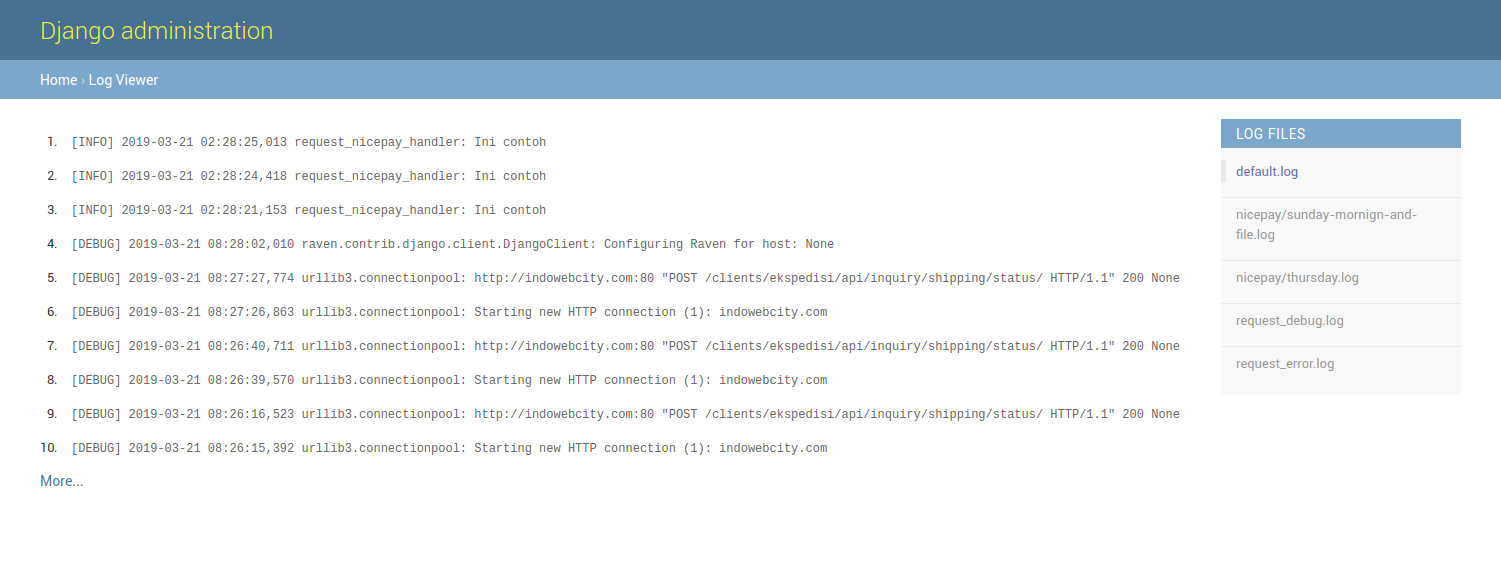 Django administration
Home › Log Viewer
1. [INFO] 2019-03-21 02:28:25,013 request_nicepay_handler: Ini contoh
2. [INFO] 2019-03-21 02:28:24,418 request_nicepay_handler: Ini contoh
3. [INFO] 2019-03-21 02:28:21,153 request_nicepay_handler: Ini contoh
4. [DEBUG] 2019-03-21 08:28:02,010 raven.contrib.django.client.DjangoClient: Configuring Raven for host: None
5. [DEBUG] 2019-03-21 08:27:27,774 urllib3.connectionpool: http://indowebcity.com:80 "POST /clients/ekspedisi/api/inquiry/shipping/status/ HTTP/1.1" 200 None
6. [DEBUG] 2019-03-21 08:27:26,863 urllib3.connectionpool: Starting new HTTP connection (1): indowebcity.com
7. [DEBUG] 2019-03-21 08:26:40,711 urllib3.connectionpool: http://indowebcity.com:80 "POST /clients/ekspedisi/api/inquiry/shipping/status/ HTTP/1.1" 200 None
8. [DEBUG] 2019-03-21 08:26:39,570 urllib3.connectionpool: Starting new HTTP connection (1): indowebcity.com
9. [DEBUG] 2019-03-21 08:26:16,523 urllib3.connectionpool: http://indowebcity.com:80 "POST /clients/ekspedisi/api/inquiry/shipping/status/ HTTP/1.1" 200 None
10. [DEBUG] 2019-03-21 08:26:15,392 urllib3.connectionpool: Starting new HTTP connection (1): indowebcity.com
More...
LOG FILES
default.log
nicepay/sunday-mornign-and-
file.log
nicepay/thursday.log
request_debug.log
request_error.log